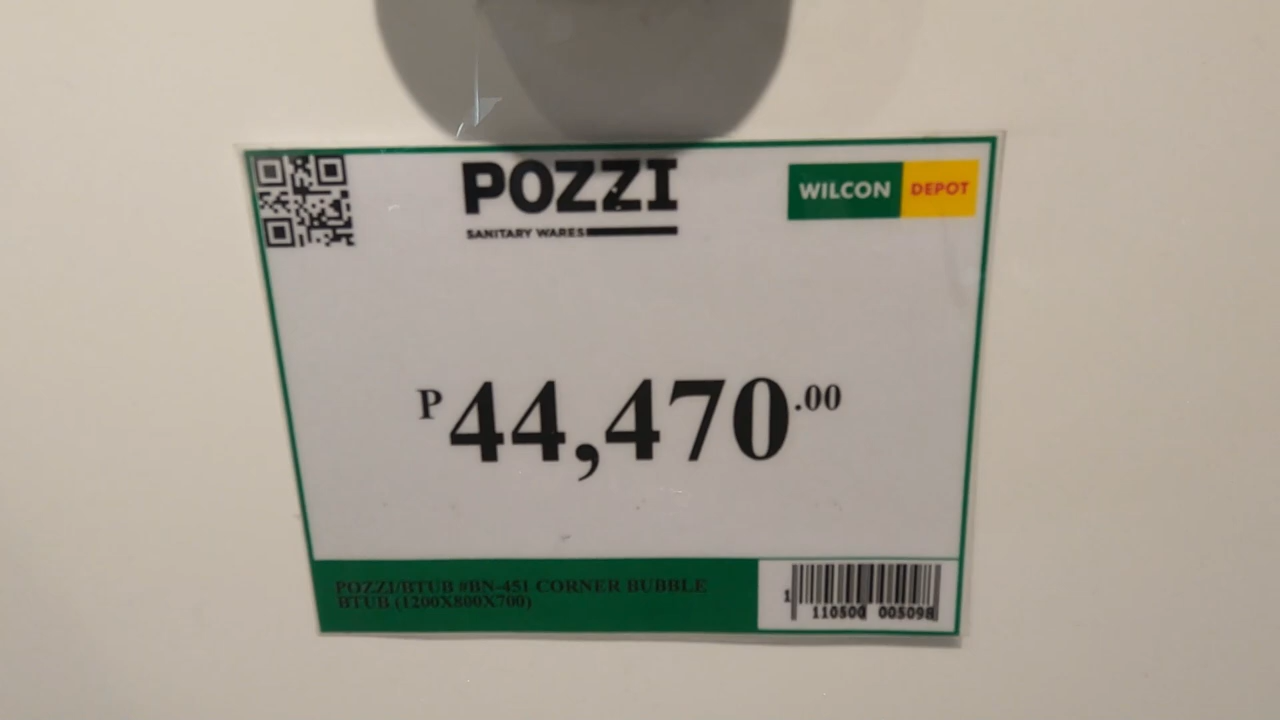 POZZI
SANITARY WARES
WILCON DEPOT
P44,470.00
POZZI/BTUB #BN-451 CORNER BUBBLE
BTUB (1200X800X700)
1 110500 005098